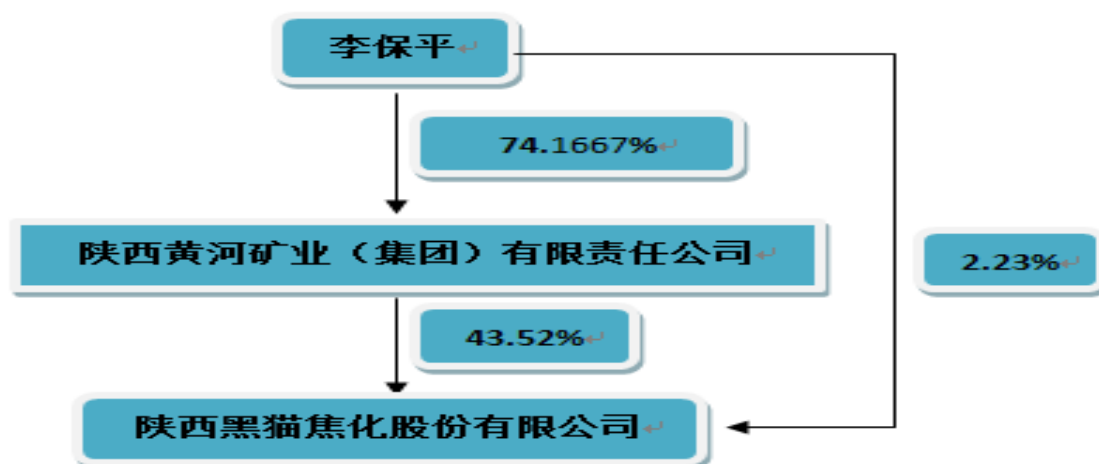 李保平
74.1667%
陕西黄河矿业（集团）有限责任公司
2.23%
43.52%
陕西黑猫焦化股份有限公司